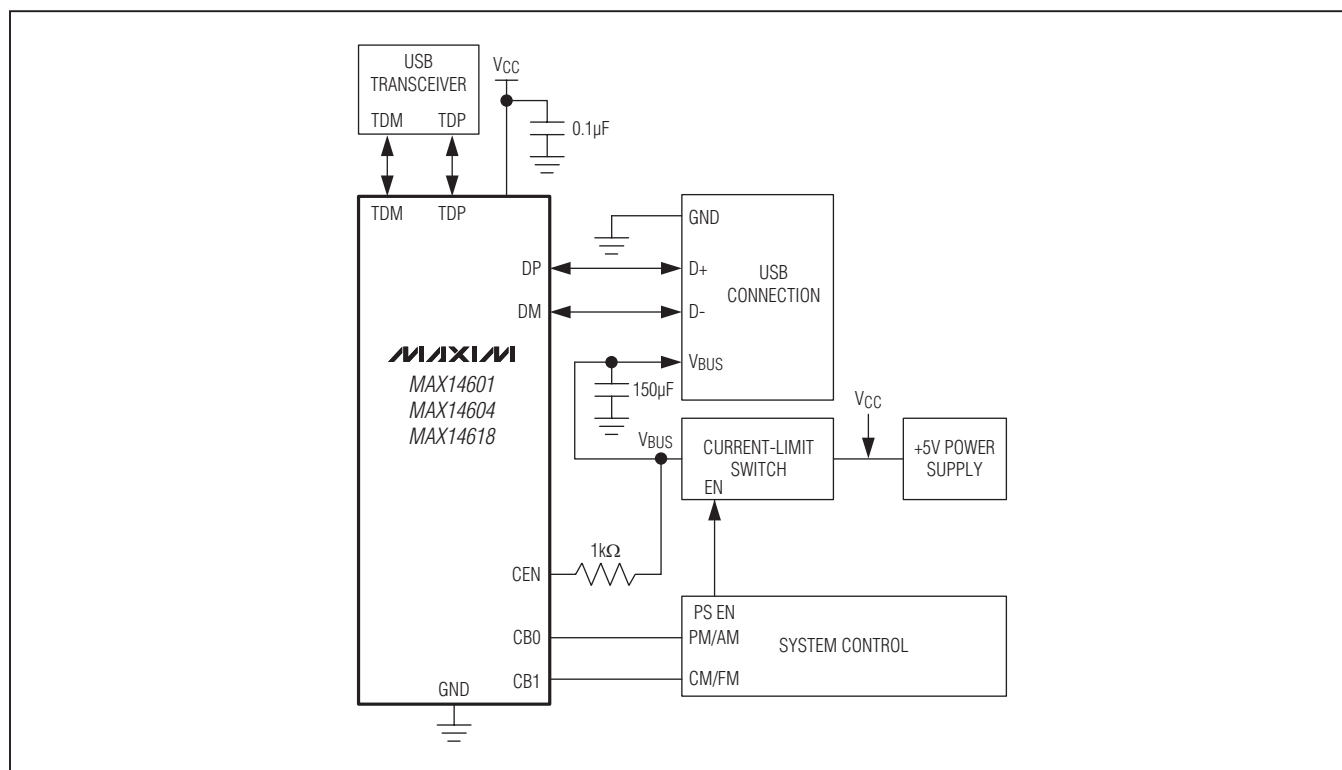 USB
TRANSCEIVER
TDM TDP
VCC
0.1µF
TDM TDP
GND
DP
D+
USB
CONNECTION
DM
D-
MAXIM
MAX14601
MAX14604
MAX14618
VBUS
150µF
VCC
VBUS
CURRENT-LIMIT
SWITCH
EN
+5V POWER
SUPPLY
1kΩ
CEN
PS EN
CB0
PM/AM
SYSTEM CONTROL
CB1
CM/FM
GND